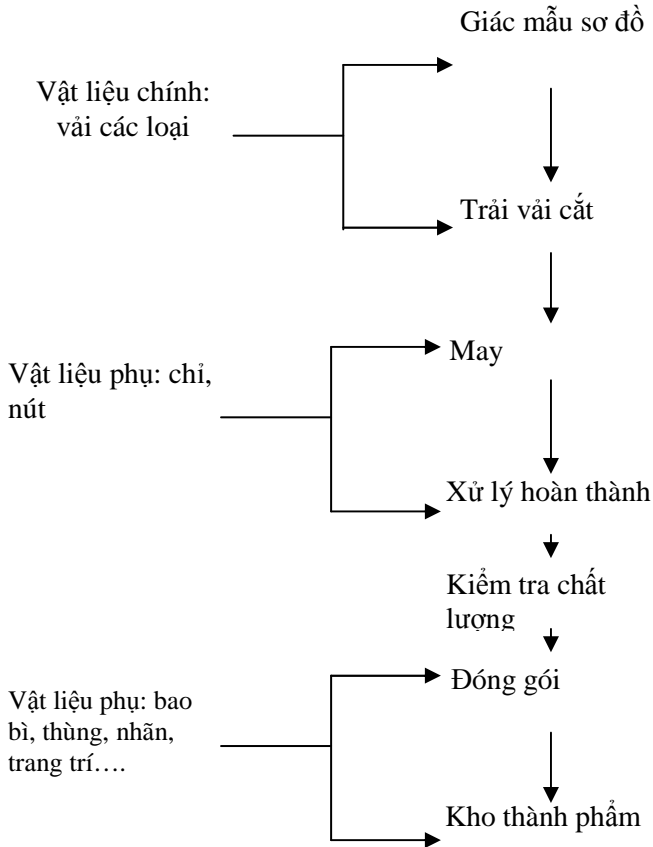 Giác mẫu sơ đồ
Vật liệu chính:
vải các loại
Trải vải cắt
May
Vật liệu phụ: chỉ,
nút
Xử lý hoàn thành
Kiểm tra chất
lượng
Đóng gói
Vật liệu phụ: bao
bì, thùng, nhãn,
trang trí….
Kho thành phẩm